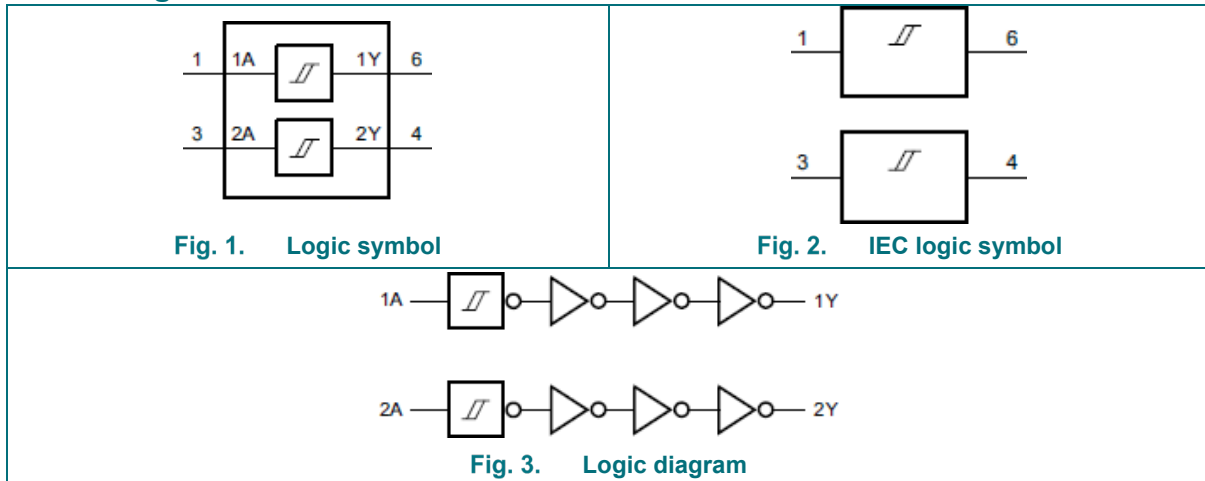 1 1A 1Y 6
3 2A 2Y 4
Fig. 1. Logic symbol
1 6
3 4
Fig. 2. IEC logic symbol
1A 1Y
2A 2Y
Fig. 3. Logic diagram